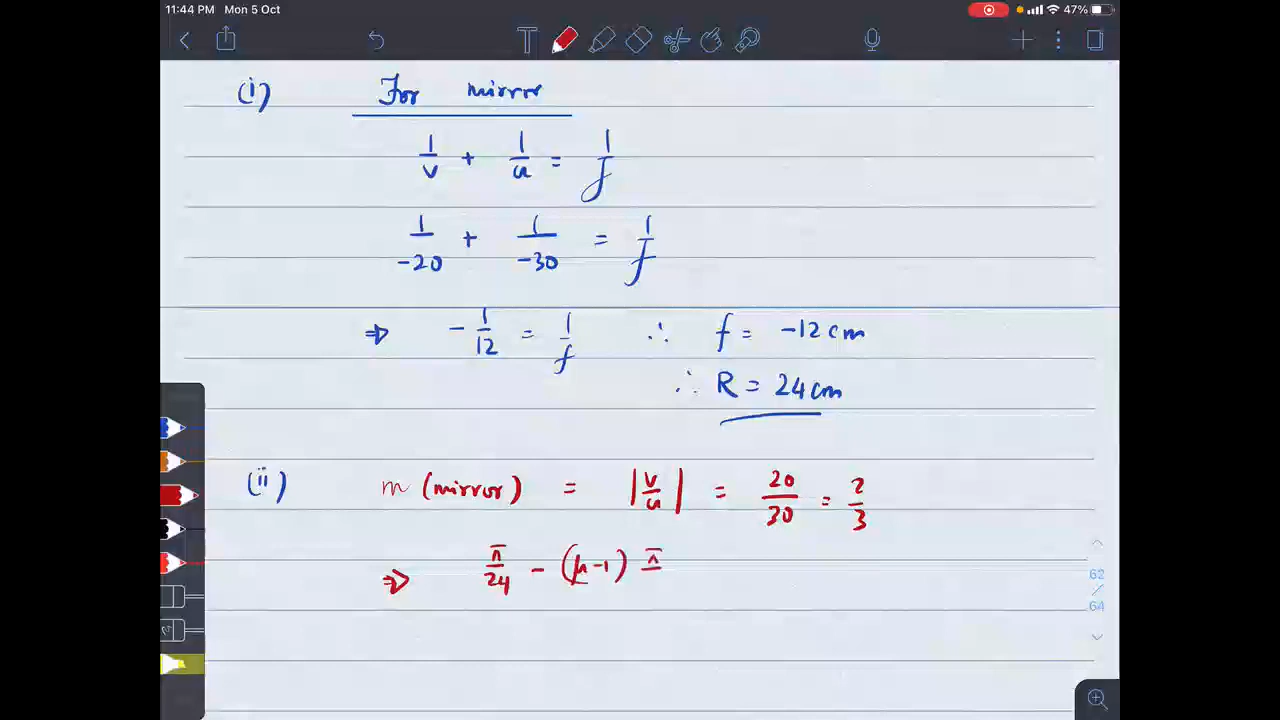 11:44 PM Mon 5 Oct 47%
T
(i) For mirror
1/v + 1/u = 1/f
1/-20 + 1/-30 = 1/f
⇒ - 1/12 = 1/f ∴ f = -12 cm
∴ R = 24 cm
(ii) m (mirror) = |v/u| = 20/30 = 2/3
⇒ π/24 - (μ-1) π
62
/
64